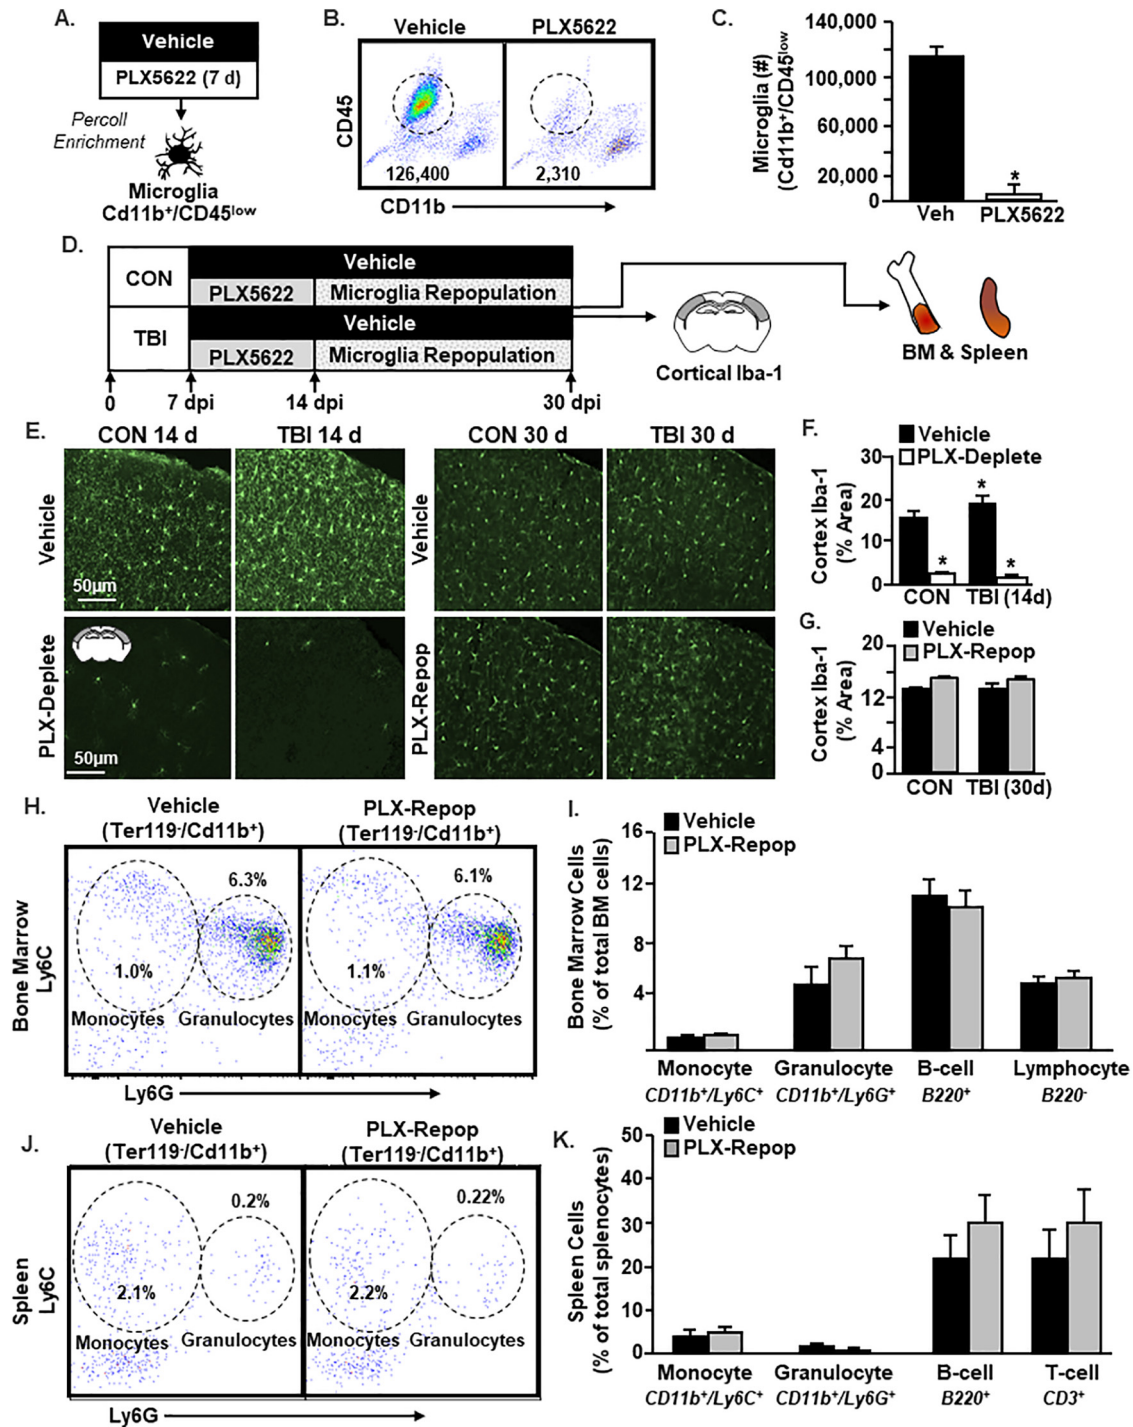 A.
Vehicle
PLX5622 (7 d)
Percoll
Enrichment
Microglia
Cd11b⁺/CD45ˡᵒʷ
B.
Vehicle
PLX5622
CD45
126,400
2,310
CD11b
C.
Microglia (#)
(Cd11b⁺/CD45ˡᵒʷ
140,000
100,000
60,000
20,000
0
*
Veh
PLX5622
D.
CON
Vehicle
PLX5622
Microglia Repopulation
TBI
Vehicle
PLX5622
Microglia Repopulation
0
7 dpi
14 dpi
30 dpi
Cortical Iba-1
BM & Spleen
E.
CON 14 d
TBI 14 d
CON 30 d
TBI 30 d
Vehicle
50µm
Vehicle
PLX-Deplete
50µm
PLX-Repop
F.
Vehicle
PLX-Deplete
Cortex Iba-1
(% Area)
30
20
10
0
*
*
*
CON
TBI (14d)
G.
Vehicle
PLX-Repop
Cortex Iba-1
(% Area)
20
12
4
0
CON
TBI (30d)
H.
Vehicle
(Ter119⁻/Cd11b⁺)
PLX-Repop
(Ter119⁻/Cd11b⁺)
Bone Marrow
Ly6C
6.3%
1.0%
Monocytes
Granulocytes
6.1%
1.1%
Monocytes
Granulocytes
Ly6G
I.
Vehicle
PLX-Repop
Bone Marrow Cells
(% of total BM cells)
16
12
8
4
Monocyte
CD11b⁺/Ly6C⁺
Granulocyte
CD11b⁺/Ly6G⁺
B-cell
B220⁺
Lymphocyte
B220⁻
J.
Vehicle
(Ter119⁻/Cd11b⁺)
PLX-Repop
(Ter119⁻/Cd11b⁺)
Spleen
Ly6C
0.2%
2.1%
Monocytes
Granulocytes
0.22%
2.2%
Monocytes
Granulocytes
Ly6G
K.
Vehicle
PLX-Repop
Spleen Cells
(% of total splenocytes)
50
30
20
10
0
Monocyte
CD11b⁺/Ly6C⁺
Granulocyte
CD11b⁺/Ly6G⁺
B-cell
B220⁺
T-cell
CD3⁺